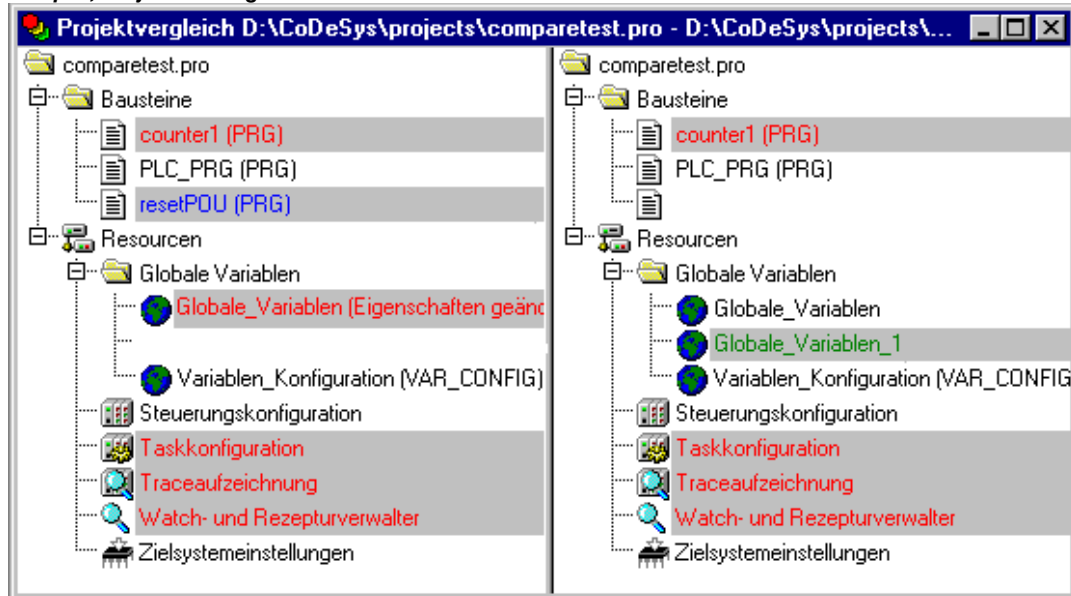 Projektvergleich D:\CoDeSys\projects\comparetest.pro - D:\CoDeSys\projects\...
comparetest.pro
Bausteine
counter1 (PRG)
PLC_PRG (PRG)
resetPOU (PRG)
Resourcen
Globale Variablen
Globale_Variablen (Eigenschaften geänd
Variablen_Konfiguration (VAR_CONFIG)
Steuerungskonfiguration
Taskkonfiguration
Traceaufzeichnung
Watch- und Rezepturverwalter
Zielsystemeinstellungen
comparetest.pro
Bausteine
counter1 (PRG)
PLC_PRG (PRG)
Resourcen
Globale Variablen
Globale_Variablen
Globale_Variablen_1
Variablen_Konfiguration (VAR_CONFIG
Steuerungskonfiguration
Taskkonfiguration
Traceaufzeichnung
Watch- und Rezepturverwalter
Zielsystemeinstellungen